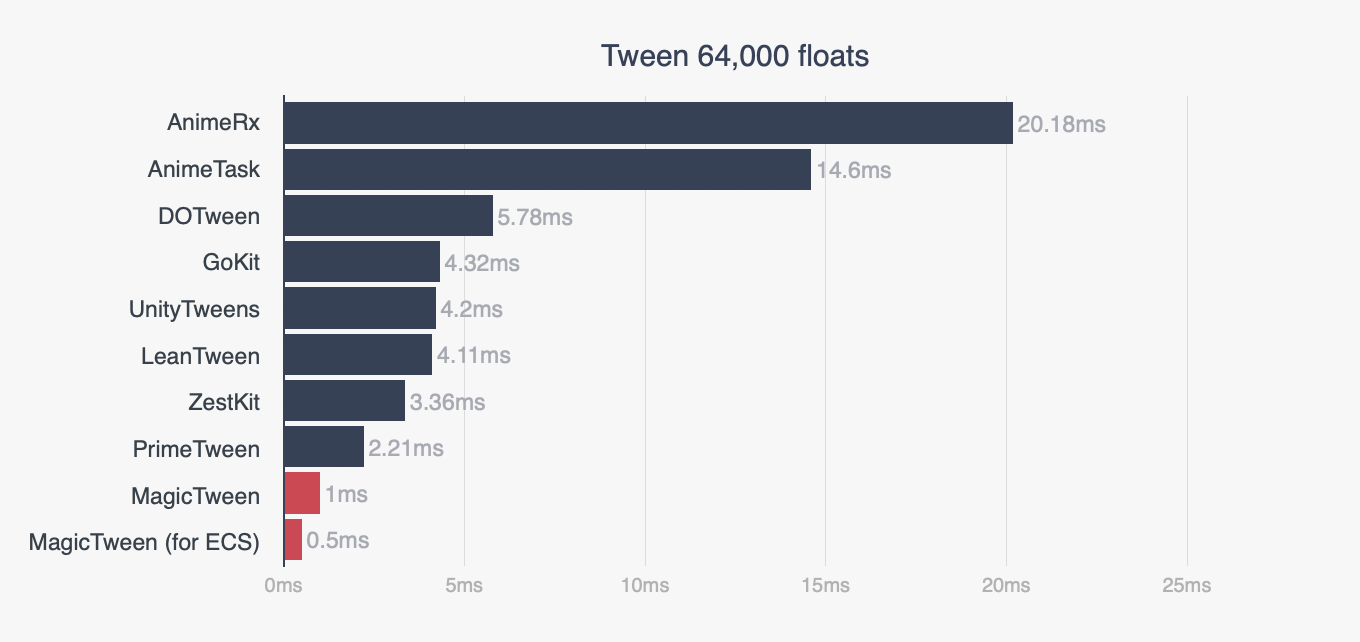 Tween 64,000 floats
AnimeRx 20.18ms
AnimeTask 14.6ms
DOTween 5.78ms
GoKit 4.32ms
UnityTweens 4.2ms
LeanTween 4.11ms
ZestKit 3.36ms
PrimeTween 2.21ms
MagicTween 1ms
MagicTween (for ECS) 0.5ms
0ms 5ms 10ms 15ms 20ms 25ms